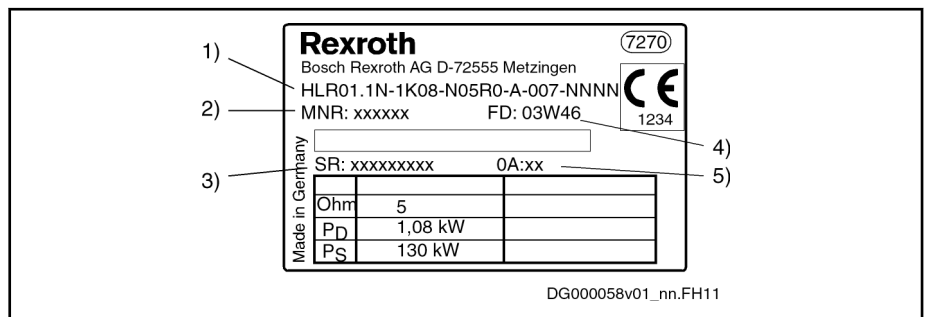 Rexroth 7270
Bosch Rexroth AG D-72555 Metzingen
1) HLR01.1N-1K08-N05R0-A-007-NNNN CE
2) MNR: xxxxxx FD: 03W46 1234
4)
3) SR: xxxxxxxxx 0A:xx 5)
Made in Germany
Ohm 5
PD 1,08 kW
PS 130 kW
DG000058v01_nn.FH11